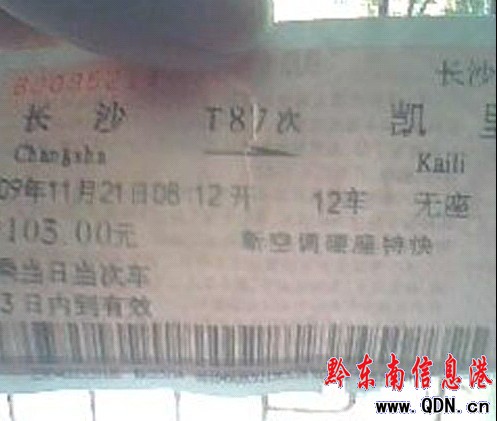 长沙
长沙 T87次 凯里
Changsha Kaili
09年11月21日08:12开 12车 无座
103.00元 新空调硬座特快
乘当日当次车
3日内到有效
黔东南信息港
www.QDN.cn